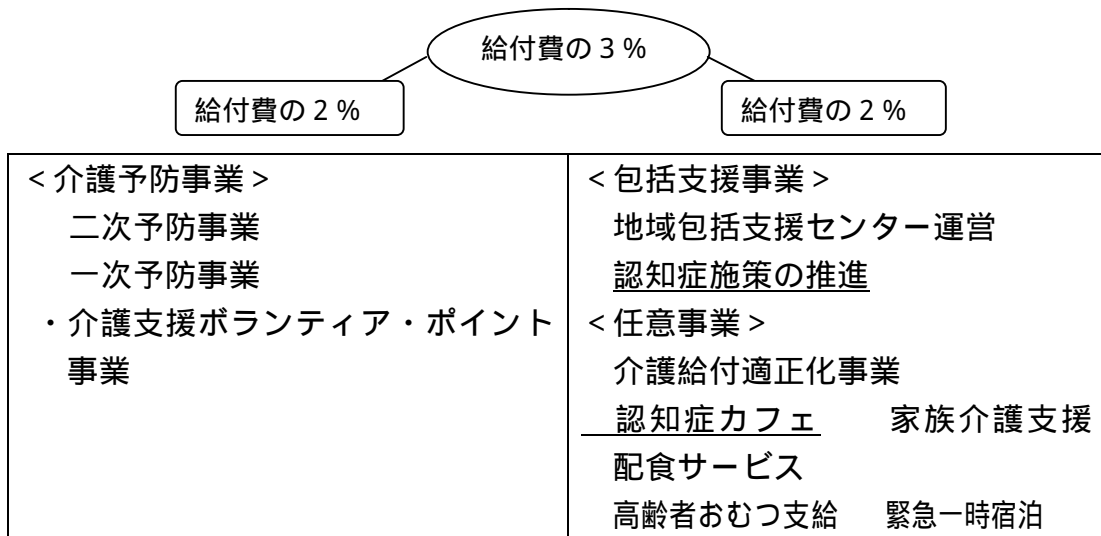 給付費の3%
給付費の2%
給付費の2%
<介護予防事業>
二次予防事業
一次予防事業
・介護支援ボランティア・ポイント
事業
<包括支援事業>
地域包括支援センター運営
認知症施策の推進
<任意事業>
介護給付適正化事業
認知症カフェ 家族介護支援
配食サービス
高齢者おむつ支給 緊急一時宿泊